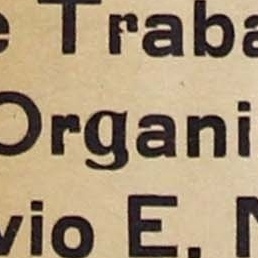 e Traba
Organi
vio E. N